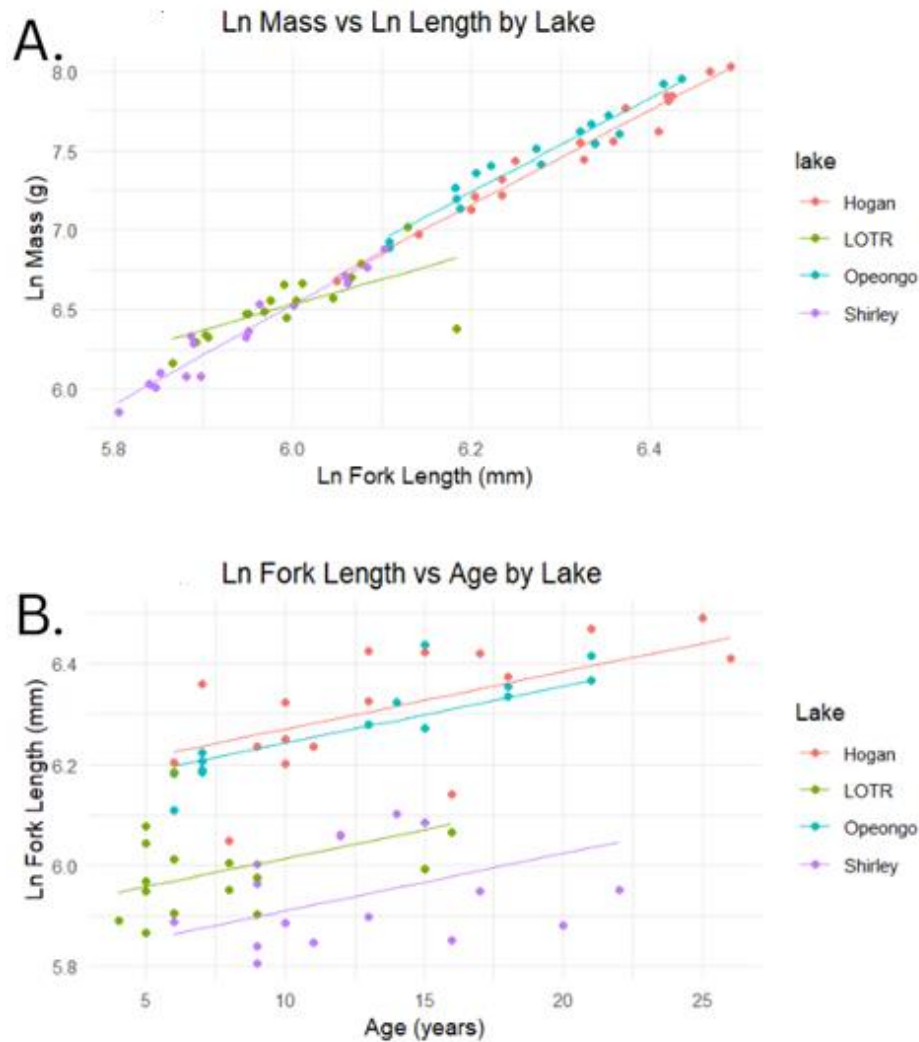 A.
Ln Mass vs Ln Length by Lake
8.0
7.5
7.0
6.5
6.0
Ln Mass (g)
5.8 6.0 6.2 6.4
Ln Fork Length (mm)
lake
Hogan
LOTR
Opeongo
Shirley
B.
Ln Fork Length vs Age by Lake
6.4
6.2
6.0
5.8
Ln Fork Length (mm)
5 10 15 20 25
Age (years)
Lake
Hogan
LOTR
Opeongo
Shirley